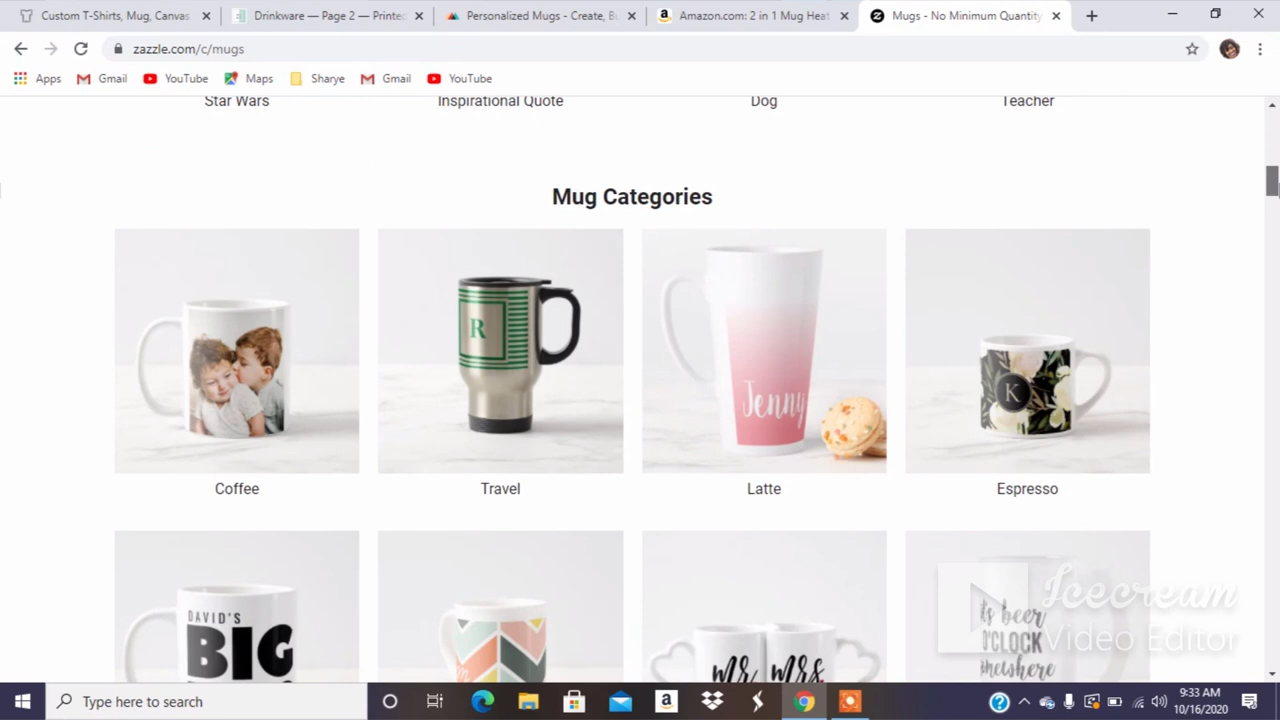 Custom T-Shirts, Mug, Canvas
Drinkware — Page 2 — Printe
Personalized Mugs - Create, B
Amazon.com: 2 in 1 Mug Heat
Mugs - No Minimum Quantity
zazzle.com/c/mugs
Apps
Gmail
YouTube
Maps
Sharye
Gmail
YouTube
Star Wars
Inspirational Quote
Dog
Teacher
Mug Categories
R
Jenny
K
Coffee
Travel
Latte
Espresso
DAVID'S
BIG
mr
mrs
its beer
O'CLOCK
somewhere
Icecream
Video Editor
Type here to search
9:33 AM
10/16/2020